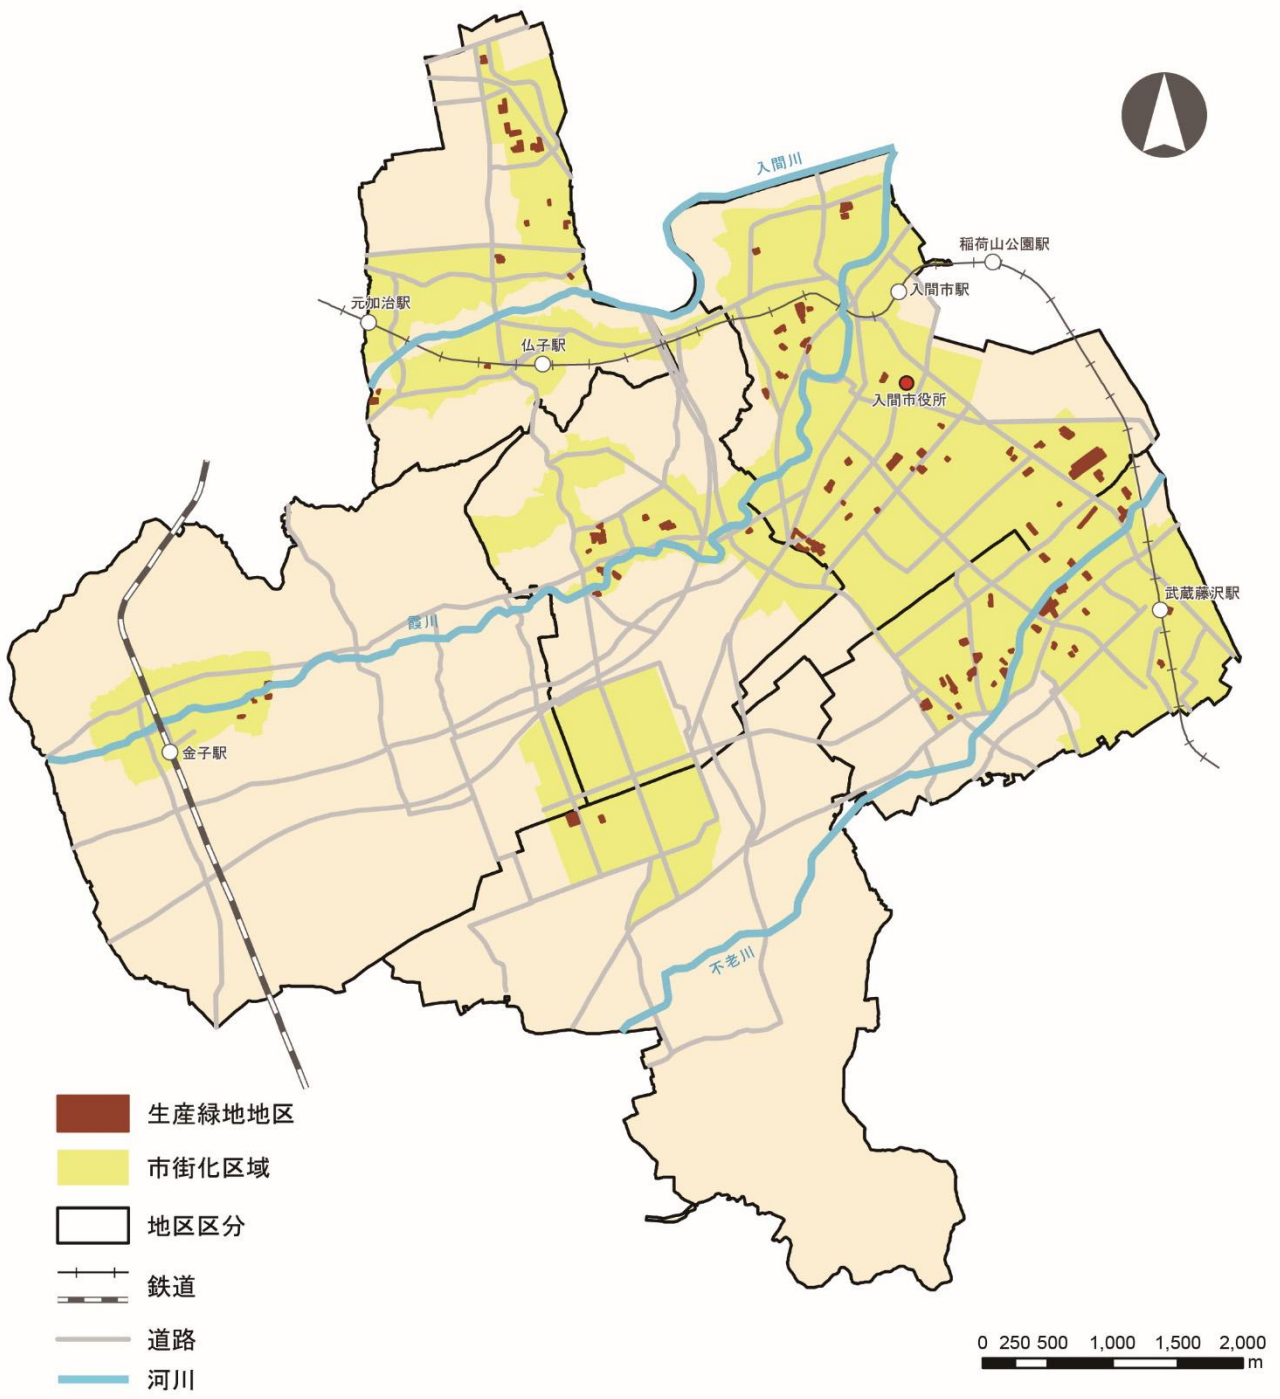 入間川
稲荷山公園駅
入間市駅
元加治駅
仏子駅
入間市役所
武蔵藤沢駅
霞川
金子駅
不老川
生産緑地地区
市街化区域
地区区分
鉄道
道路
河川
0 250 500 1,000 1,500 2,000
m